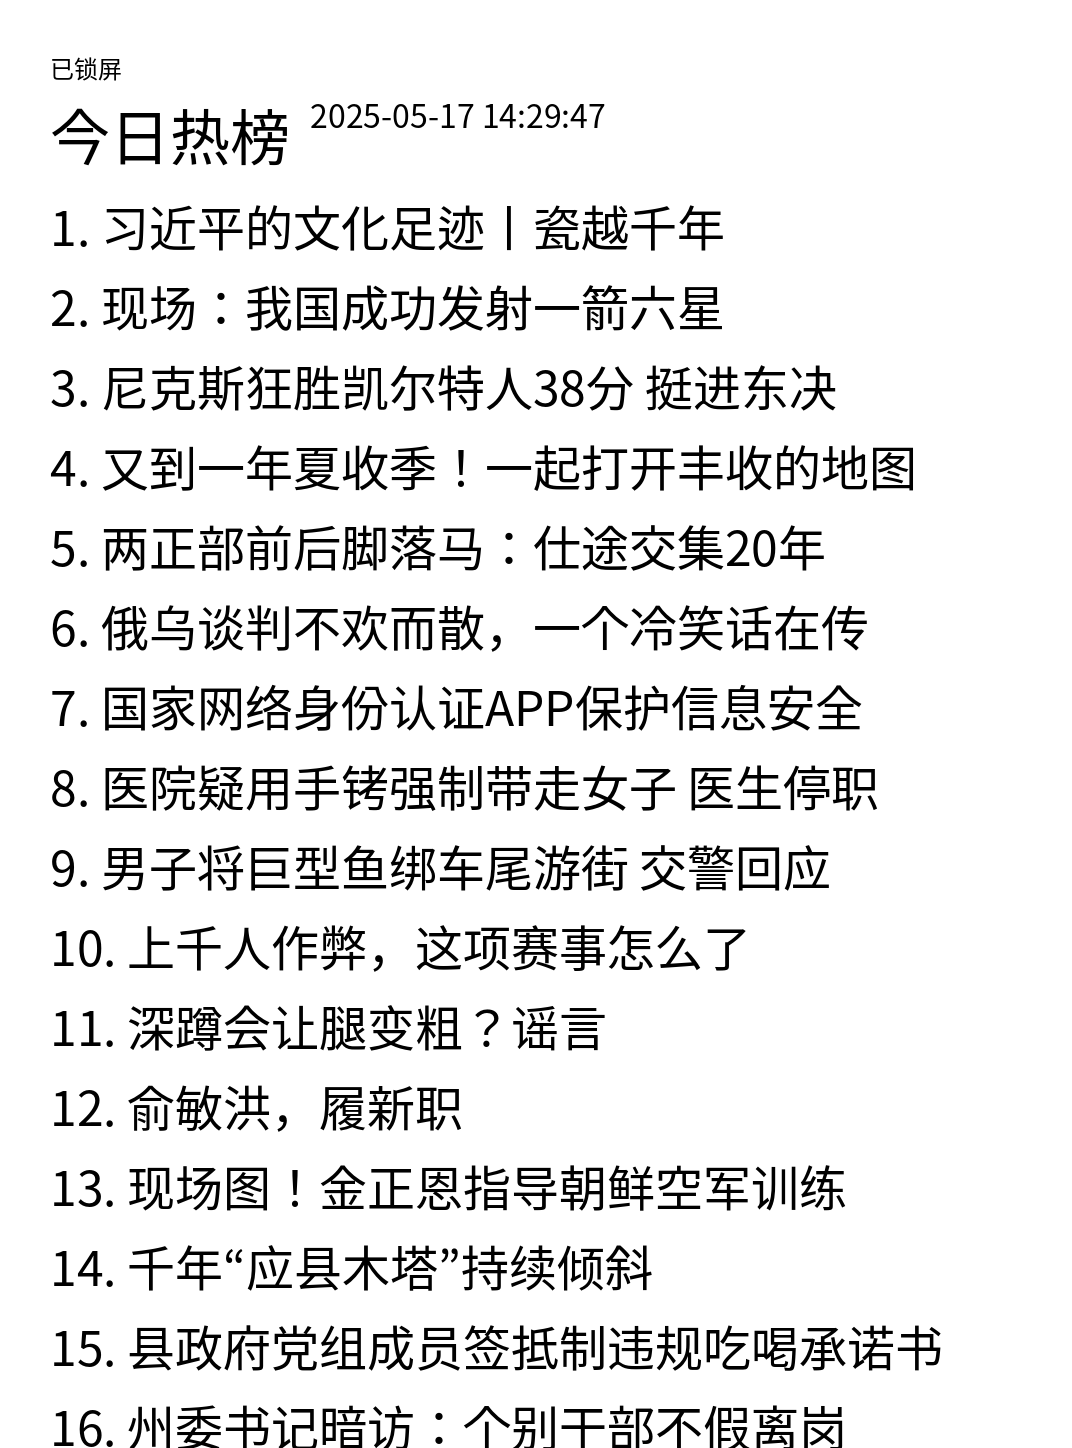 已锁屏
今日热榜 2025-05-17 14:29:47
1. 习近平的文化足迹丨瓷越千年
2. 现场：我国成功发射一箭六星
3. 尼克斯狂胜凯尔特人38分 挺进东决
4. 又到一年夏收季！一起打开丰收的地图
5. 两正部前后脚落马：仕途交集20年
6. 俄乌谈判不欢而散，一个冷笑话在传
7. 国家网络身份认证APP保护信息安全
8. 医院疑用手铐强制带走女子 医生停职
9. 男子将巨型鱼绑车尾游街 交警回应
10. 上千人作弊，这项赛事怎么了
11. 深蹲会让腿变粗？谣言
12. 俞敏洪，履新职
13. 现场图！金正恩指导朝鲜空军训练
14. 千年“应县木塔”持续倾斜
15. 县政府党组成员签抵制违规吃喝承诺书
16. 州委书记暗访：个别干部不假离岗